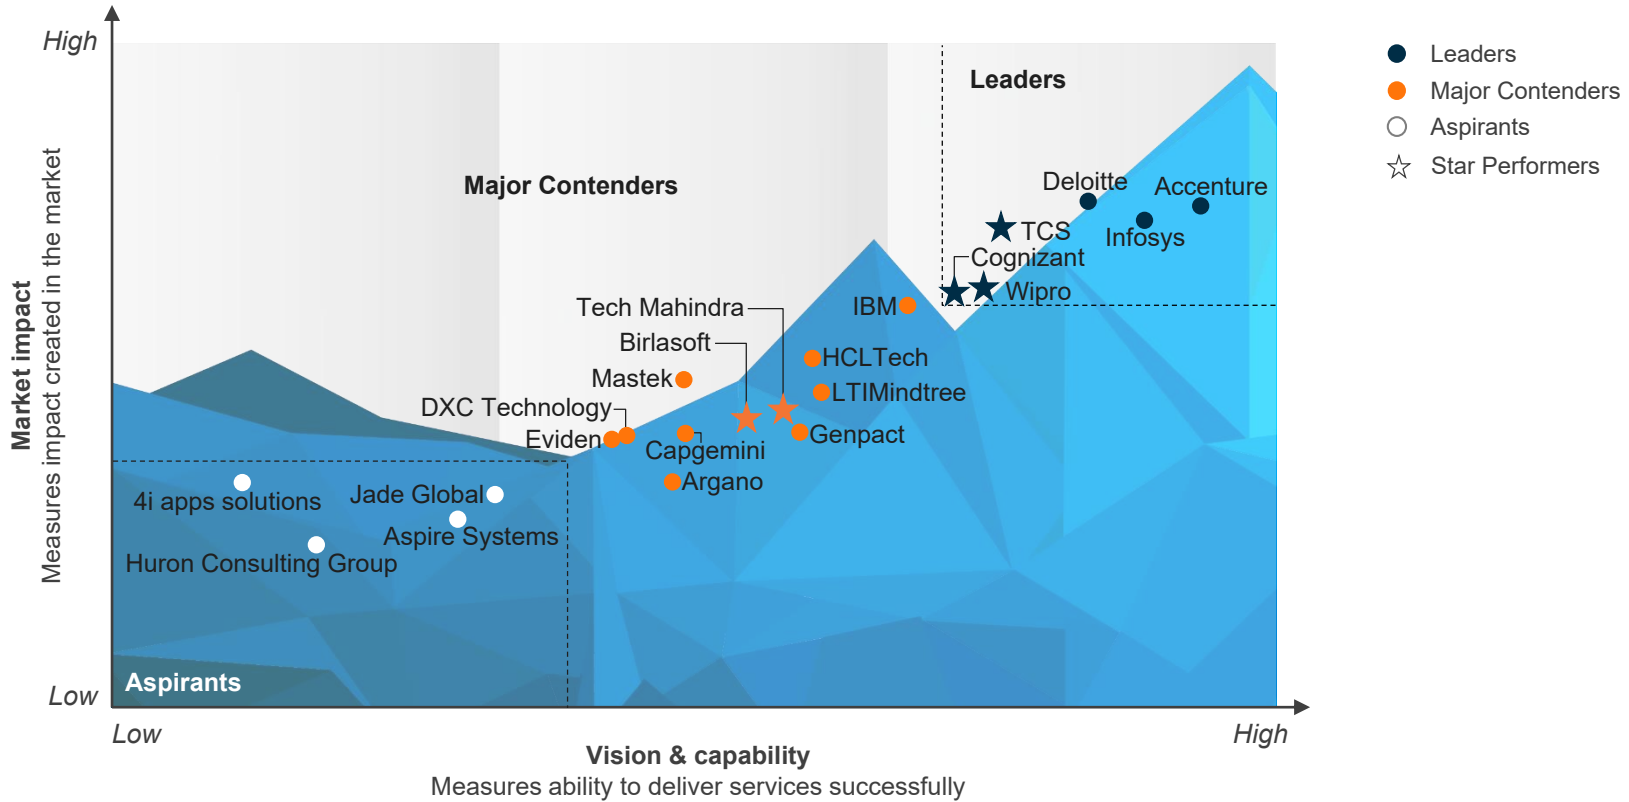 High
Leaders
Leaders
Major Contenders
Aspirants
Star Performers
Major Contenders
Deloitte
Accenture
TCS
Infosys
Cognizant
Wipro
Tech Mahindra
IBM
Birlasoft
HCLTech
Mastek
LTIMindtree
DXC Technology
Eviden
Capgemini
Genpact
Argano
4i apps solutions
Jade Global
Aspire Systems
Huron Consulting Group
Aspirants
Market impact
Measures impact created in the market
Low
Low
High
Vision & capability
Measures ability to deliver services successfully